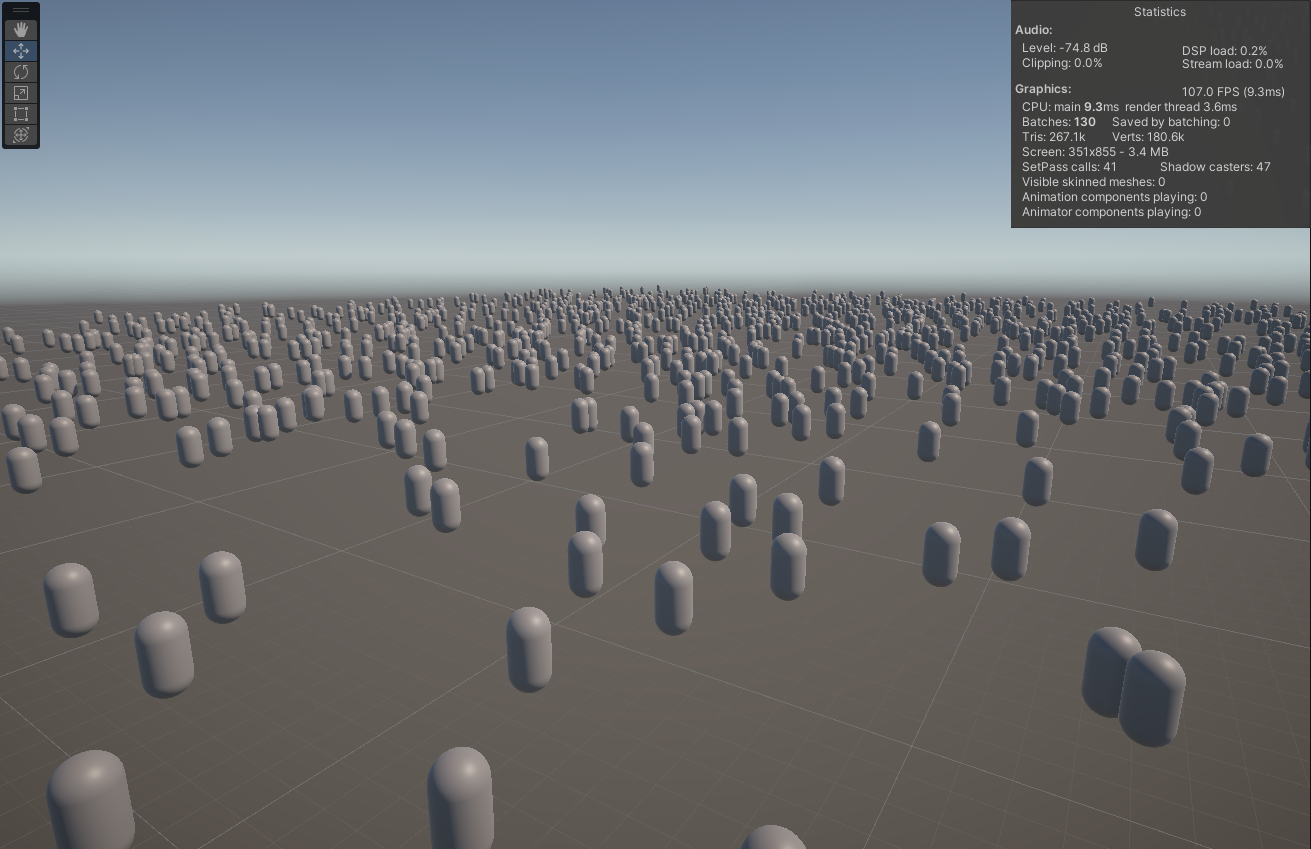 Statistics
Audio:
Level: -74.8 dB DSP load: 0.2%
Clipping: 0.0% Stream load: 0.0%
Graphics: 107.0 FPS (9.3ms)
CPU: main 9.3ms render thread 3.6ms
Batches: 130 Saved by batching: 0
Tris: 267.1k Verts: 180.6k
Screen: 351x855 - 3.4 MB
SetPass calls: 41 Shadow casters: 47
Visible skinned meshes: 0
Animation components playing: 0
Animator components playing: 0